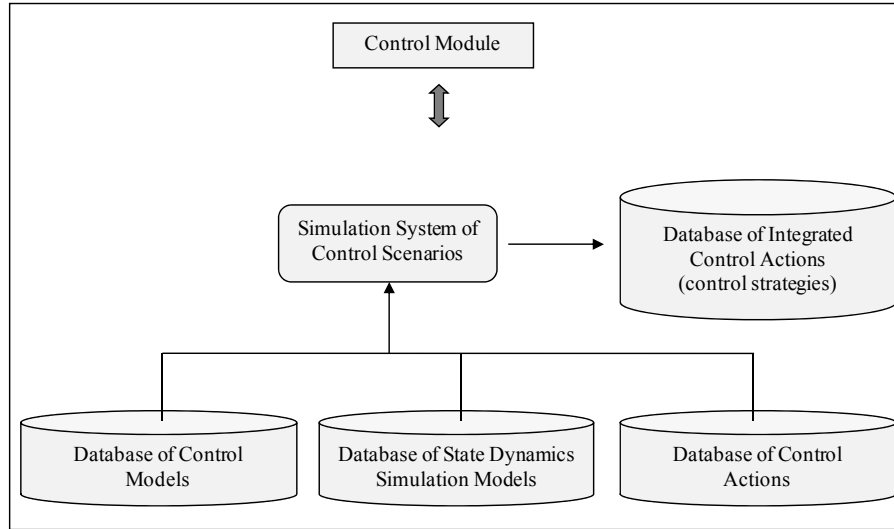 Control Module
Simulation System of
Control Scenarios
Database of Integrated
Control Actions
(control strategies)
Database of Control
Models
Database of State Dynamics
Simulation Models
Database of Control
Actions